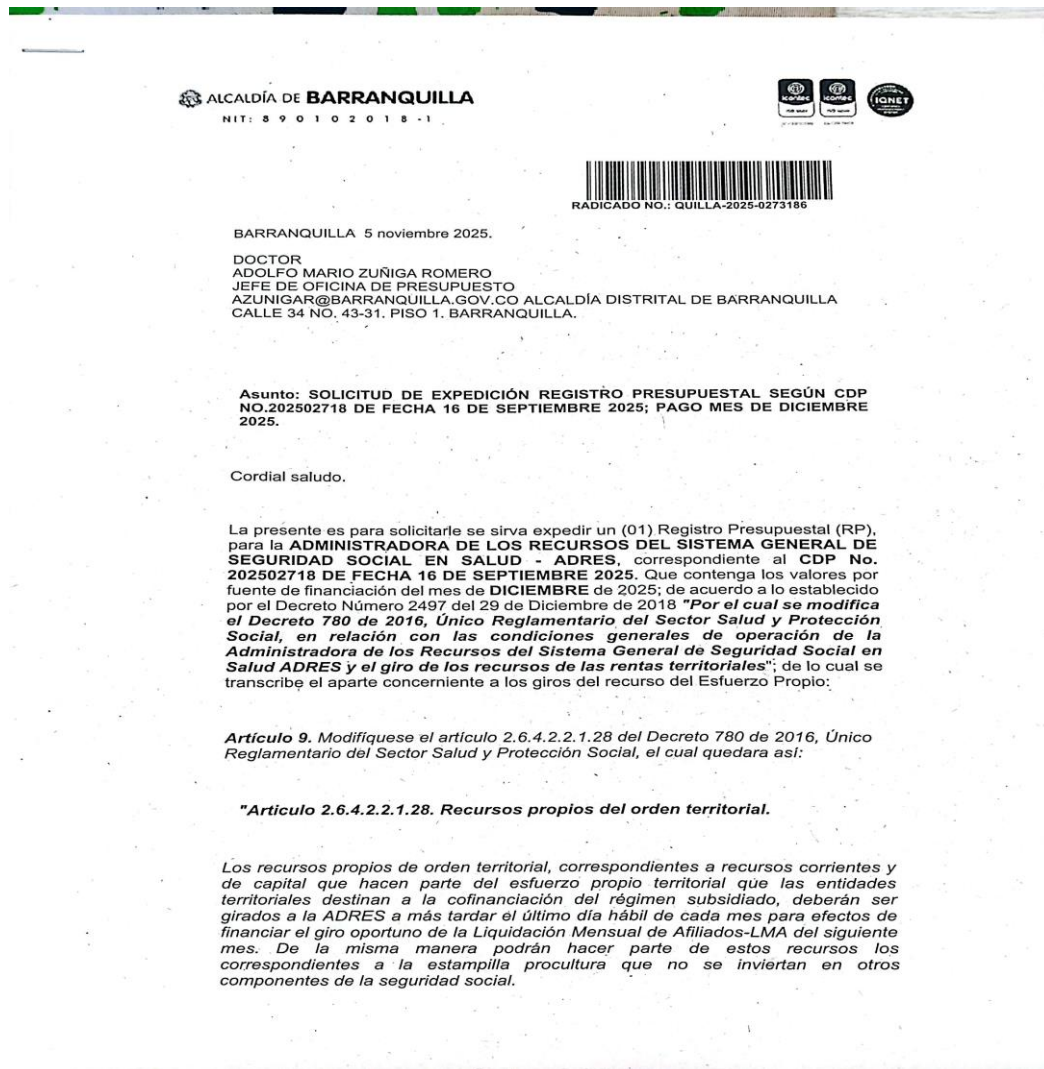 ALCALDÍA DE BARRANQUILLA
NIT: 890102018-1
icontec
icontec
IQNET
RADICADO NO.: QUILLA-2025-0273186
BARRANQUILLA 5 noviembre 2025.
DOCTOR
ADOLFO MARIO ZUÑIGA ROMERO
JEFE DE OFICINA DE PRESUPUESTO
AZUNIGAR@BARRANQUILLA.GOV.CO ALCALDÍA DISTRITAL DE BARRANQUILLA
CALLE 34 NO. 43-31. PISO 1. BARRANQUILLA.
Asunto: SOLICITUD DE EXPEDICIÓN REGISTRO PRESUPUESTAL SEGÚN CDP
NO.202502718 DE FECHA 16 DE SEPTIEMBRE 2025; PAGO MES DE DICIEMBRE
2025.
Cordial saludo.
La presente es para solicitarle se sirva expedir un (01) Registro Presupuestal (RP),
para la ADMINISTRADORA DE LOS RECURSOS DEL SISTEMA GENERAL DE
SEGURIDAD SOCIAL EN SALUD - ADRES, correspondiente al CDP No.
202502718 DE FECHA 16 DE SEPTIEMBRE 2025. Que contenga los valores por
fuente de financiación del mes de DICIEMBRE de 2025; de acuerdo a lo establecido
por el Decreto Número 2497 del 29 de Diciembre de 2018 "Por el cual se modifica
el Decreto 780 de 2016, Único Reglamentario del Sector Salud y Protección
Social, en relación con las condiciones generales de operación de la
Administradora de los Recursos del Sistema General de Seguridad Social en
Salud ADRES y el giro de los recursos de las rentas territoriales"; de lo cual se
transcribe el aparte concerniente a los giros del recurso del Esfuerzo Propio:
Artículo 9. Modifíquese el artículo 2.6.4.2.2.1.28 del Decreto 780 de 2016, Único
Reglamentario del Sector Salud y Protección Social, el cual quedara así:
"Articulo 2.6.4.2.2.1.28. Recursos propios del orden territorial.
Los recursos propios de orden territorial, correspondientes a recursos corrientes y
de capital que hacen parte del esfuerzo propio territorial que las entidades
territoriales destinan a la cofinanciación del régimen subsidiado, deberán ser
girados a la ADRES a más tardar el último día hábil de cada mes para efectos de
financiar el giro oportuno de la Liquidación Mensual de Afiliados-LMA del siguiente
mes. De la misma manera podrán hacer parte de estos recursos los
correspondientes a la estampilla procultura que no se inviertan en otros
componentes de la seguridad social.